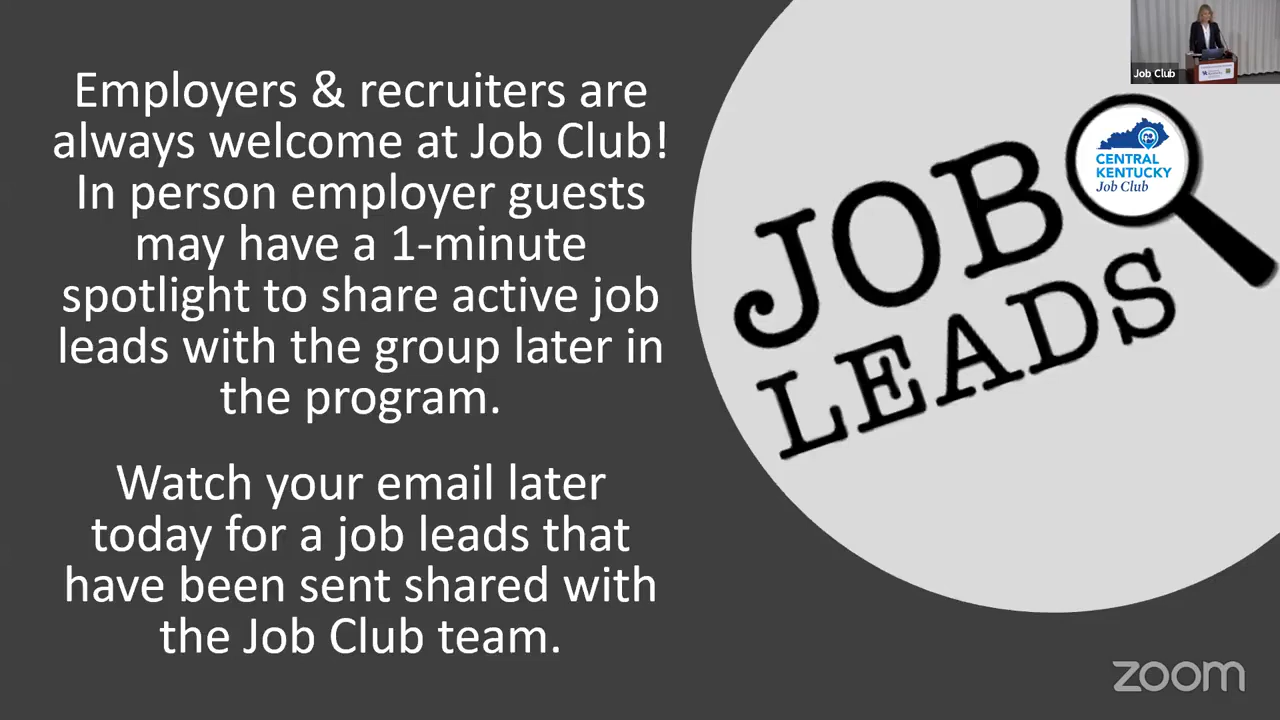 Employers & recruiters are
always welcome at Job Club!
In person employer guests
may have a 1-minute
spotlight to share active job
leads with the group later in
the program.
Watch your email later
today for a job leads that
have been sent shared with
the Job Club team.
JOB
LEADS
CENTRAL
KENTUCKY
Job Club
Job Club
zoom